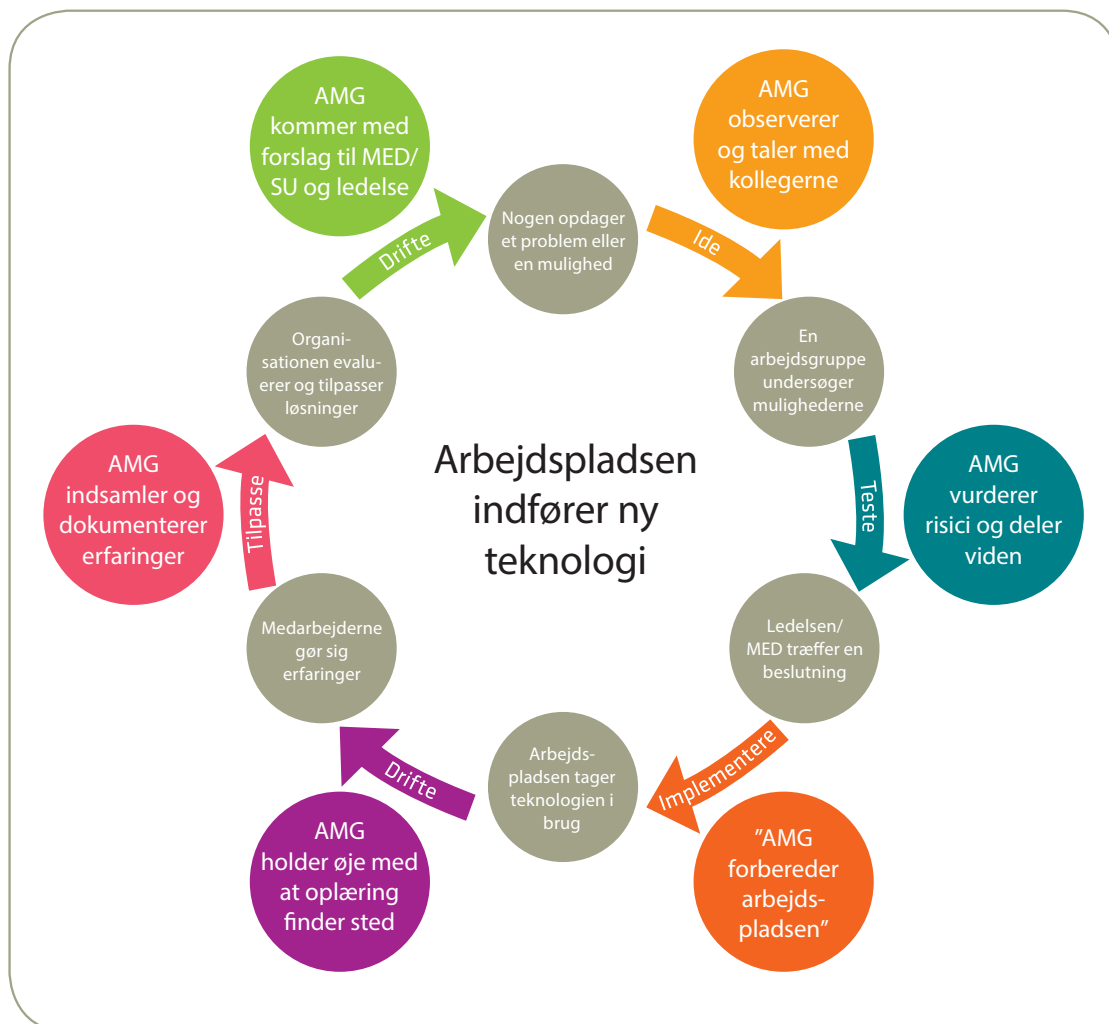 AMG
kommer med
forslag til MED/
SU og ledelse
AMG
observerer
og taler med
kollegerne
Drifte
Nogen opdager
et problem eller
en mulighed
Ide
Organi-
sationen evalu-
erer og tilpasser
løsninger
En
arbejdsgruppe
undersøger
mulighederne
AMG
indsamler og
dokumenterer
erfaringer
Tilpasse
Arbejdspladsen
indfører ny
teknologi
Teste
AMG
vurderer
risici og deler
viden
Medarbejderne
gør sig
erfaringer
Ledelsen/
MED træffer en
beslutning
Drifte
Arbejds-
pladsen tager
teknologien i
brug
Implementere
AMG
holder øje med
at oplæring
finder sted
”AMG
forbereder
arbejds-
pladsen”